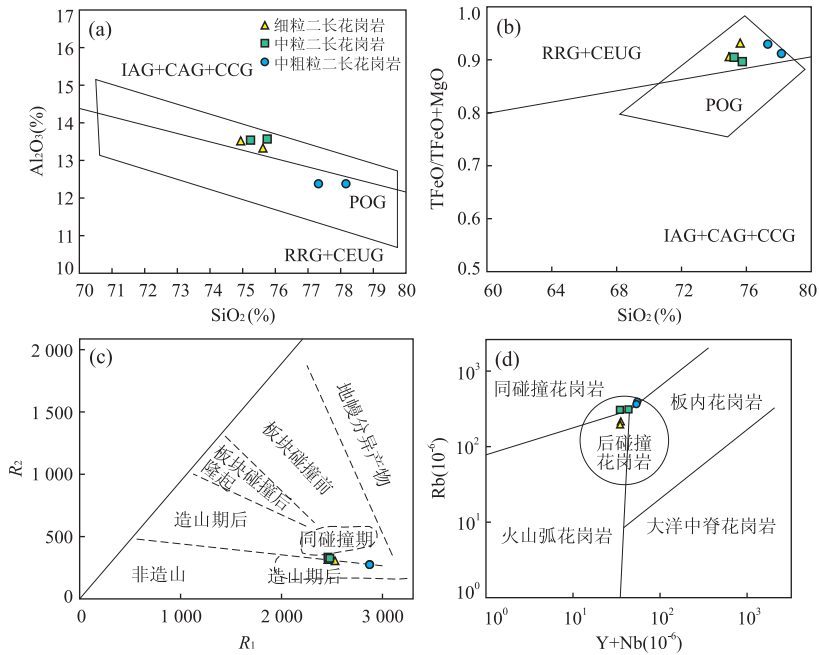 (a)
细粒二长花岗岩
中粒二长花岗岩
中粗粒二长花岗岩
IAG+CAG+CCG
POG
RRG+CEUG
Al₂O₃(%)
17
16
15
14
13
12
11
10
70
71
72
73
74
75
76
77
78
79
80
SiO₂(%)
(b)
RRG+CEUG
POG
IAG+CAG+CCG
TFeO/TFeO+MgO
1.0
0.9
0.8
0.7
0.6
0.5
60
64
68
72
76
80
SiO₂(%)
(c)
地幔分异产物
板块碰撞前
板块碰撞后
隆起
造山期后
同碰撞期
非造山
造山期后
R₂
2 000
1 500
1 000
500
0
0
1 000
2 000
3 000
R₁
(d)
同碰撞花岗岩
板内花岗岩
后碰撞
花岗岩
火山弧花岗岩
大洋中脊花岗岩
Rb(10⁻⁶)
10³
10²
10¹
10⁰
10⁰
10¹
10²
10³
Y+Nb(10⁻⁶)